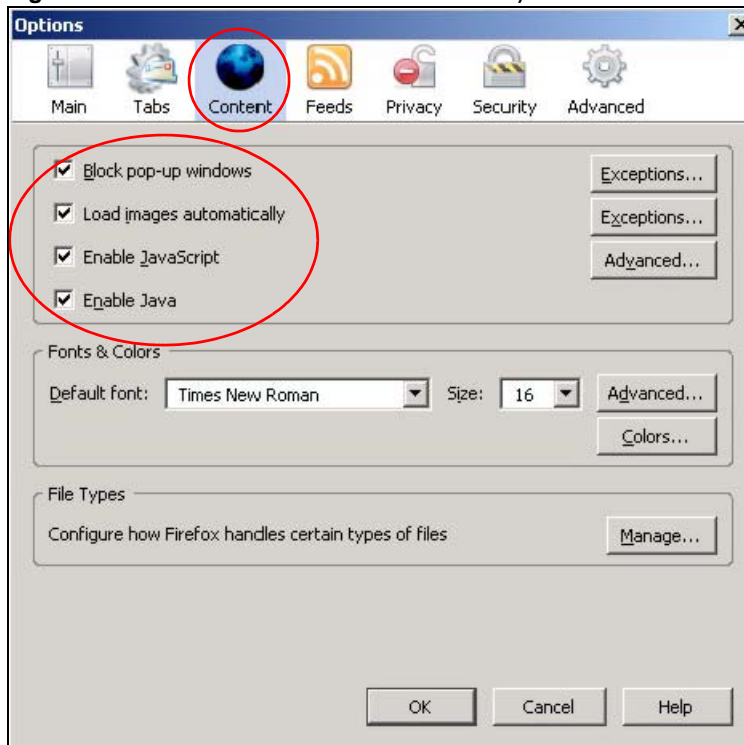 Options
Main Tabs Content Feeds Privacy Security Advanced
Block pop-up windows Exceptions...
Load images automatically Exceptions...
Enable JavaScript Advanced...
Enable Java
Fonts & Colors
Default font: Times New Roman Size: 16 Advanced...
Colors...
File Types
Configure how Firefox handles certain types of files Manage...
OK Cancel Help